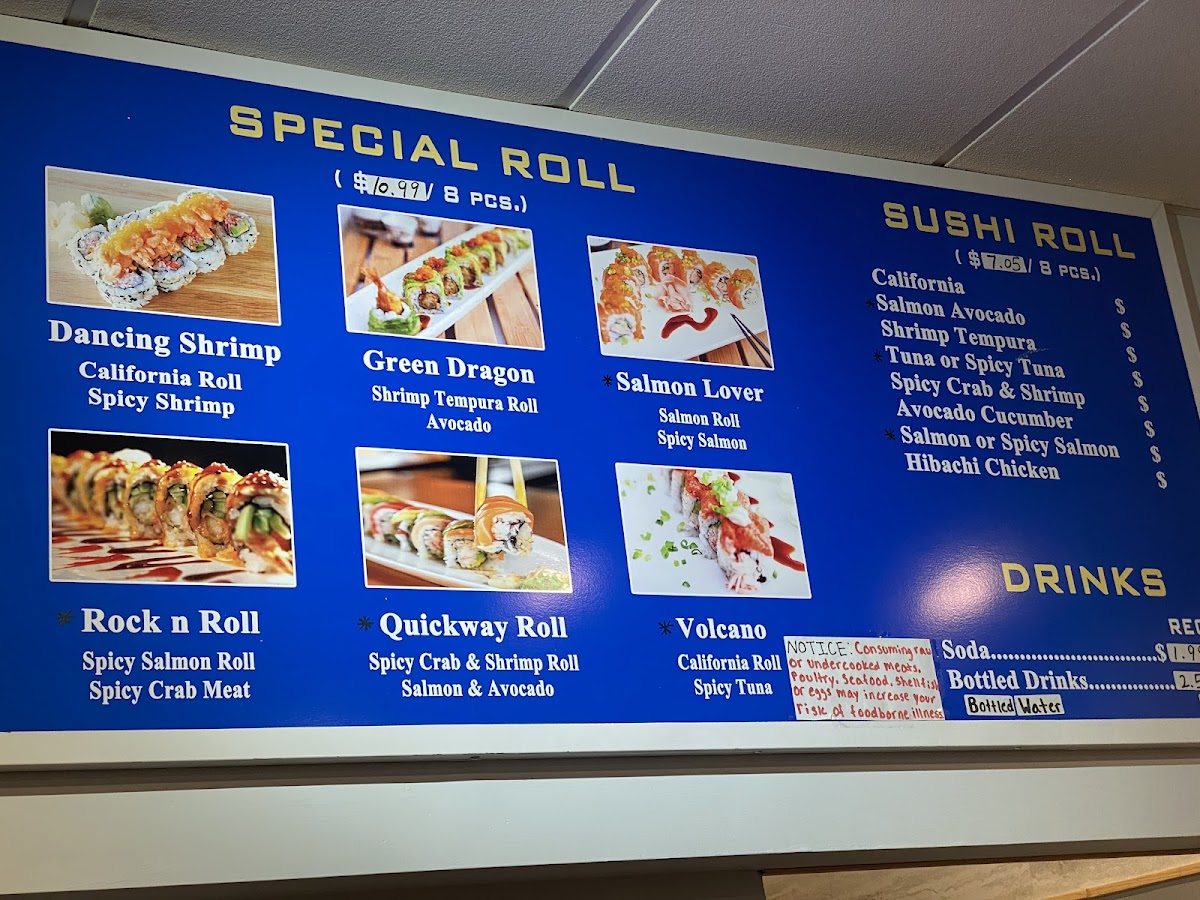 SPECIAL ROLL
( $10.99/ 8 PCS.)
Dancing Shrimp
California Roll
Spicy Shrimp
Green Dragon
Shrimp Tempura Roll
Avocado
*Salmon Lover
Salmon Roll
Spicy Salmon
* Rock n Roll
Spicy Salmon Roll
Spicy Crab Meat
* Quickway Roll
Spicy Crab & Shrimp Roll
Salmon & Avocado
* Volcano
California Roll
Spicy Tuna
SUSHI ROLL
( $ 7.05/ 8 PCS.)
California $
* Salmon Avocado $
Shrimp Tempura $
* Tuna or Spicy Tuna $
Spicy Crab & Shrimp $
Avocado Cucumber $
* Salmon or Spicy Salmon $
Hibachi Chicken $
NOTICE: Consuming raw
or undercooked meats,
poultry, seafood, shellfish
or eggs may increase your
risk of foodborne illness
DRINKS
Soda..............................$ 1.99
Bottled Drinks...............
Bottled Water